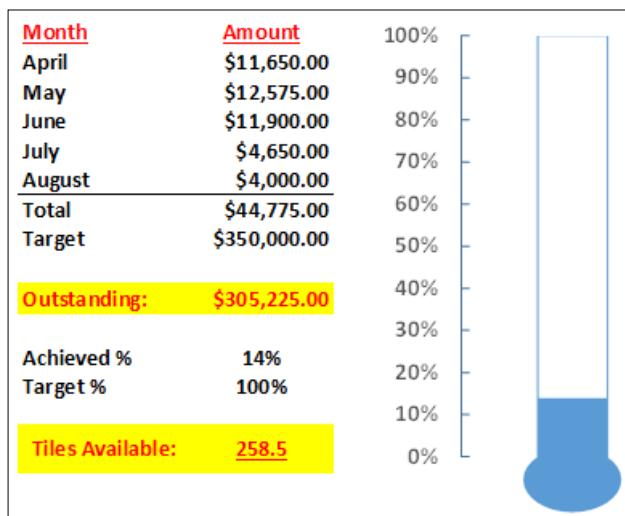 Month Amount
April $11,650.00
May $12,575.00
June $11,900.00
July $4,650.00
August $4,000.00
Total $44,775.00
Target $350,000.00
Outstanding: $305,225.00
Achieved % 14%
Target % 100%
Tiles Available: 258.5
100%
90%
80%
70%
60%
50%
40%
30%
20%
10%
0%